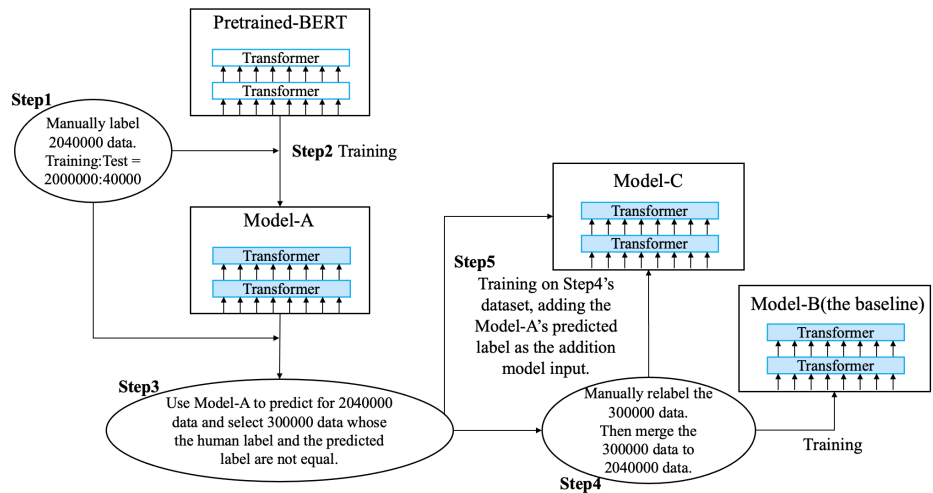 Pretrained-BERT
Transformer
Transformer
Step1
Manually label
2040000 data.
Training:Test =
2000000:40000
Step2 Training
Model-A
Transformer
Transformer
Model-C
Transformer
Transformer
Step5
Training on Step4's
dataset, adding the
Model-A's predicted
label as the addition
model input.
Model-B(the baseline)
Transformer
Transformer
Step3
Use Model-A to predict for 2040000
data and select 300000 data whose
the human label and the predicted
label are not equal.
Manually relabel the
300000 data.
Then merge the
300000 data to
2040000 data.
Step4
Training